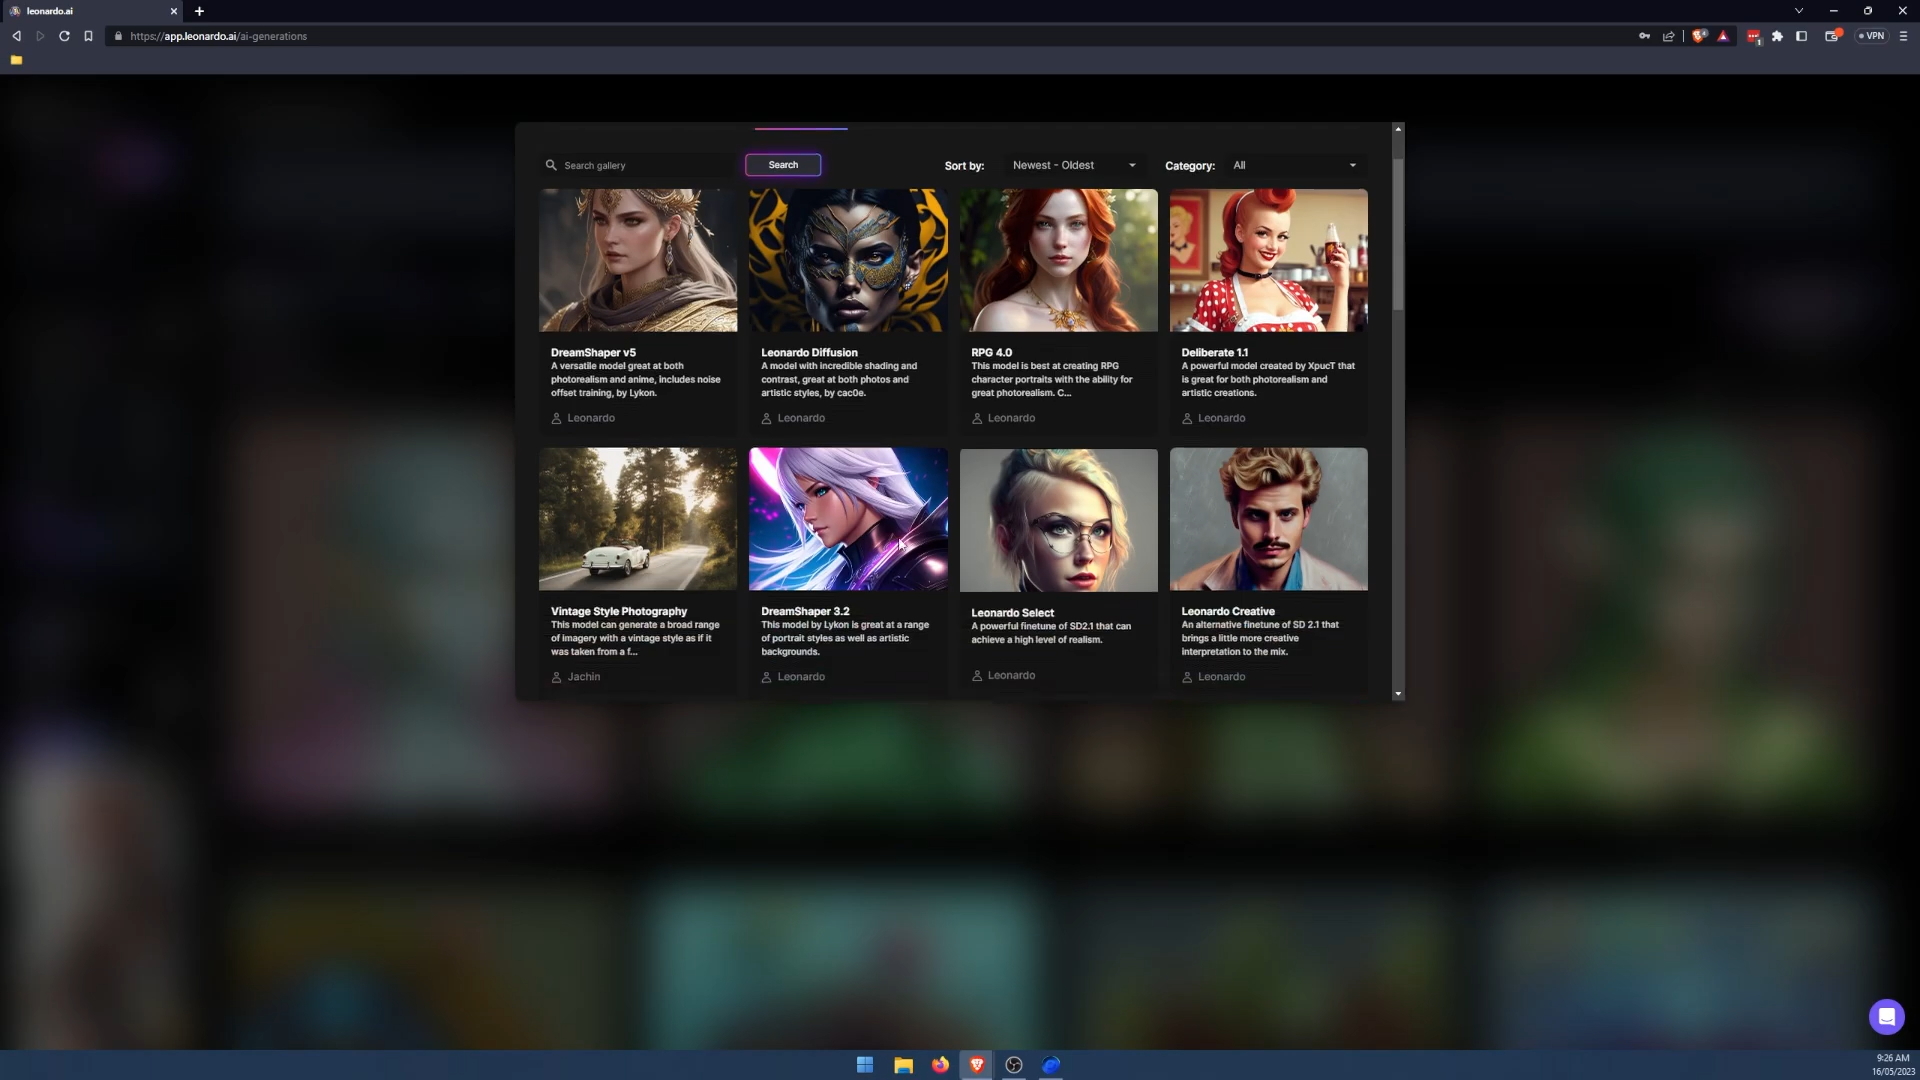 leonardo.ai
https://app.leonardo.ai/ai-generations
VPN
Search gallery
Search
Sort by:
Newest - Oldest
Category:
All
DreamShaper v5
A versatile model great at both
photorealism and anime, includes noise
offset training, by Lykon.
Leonardo
Leonardo Diffusion
A model with incredible shading and
contrast, great at both photos and
artistic styles, by cac0e.
Leonardo
RPG 4.0
This model is best at creating RPG
character portraits with the ability for
great photorealism. C...
Leonardo
Deliberate 1.1
A powerful model created by XpucT that
is great for both photorealism and
artistic creations.
Leonardo
Vintage Style Photography
This model can generate a broad range
of imagery with a vintage style as if it
was taken from a f...
Jachin
DreamShaper 3.2
This model by Lykon is great at a range
of portrait styles as well as artistic
backgrounds.
Leonardo
Leonardo Select
A powerful finetune of SD2.1 that can
achieve a high level of realism.
Leonardo
Leonardo Creative
An alternative finetune of SD 2.1 that
brings a little more creative
interpretation to the mix.
Leonardo
9:26 AM
16/05/2023